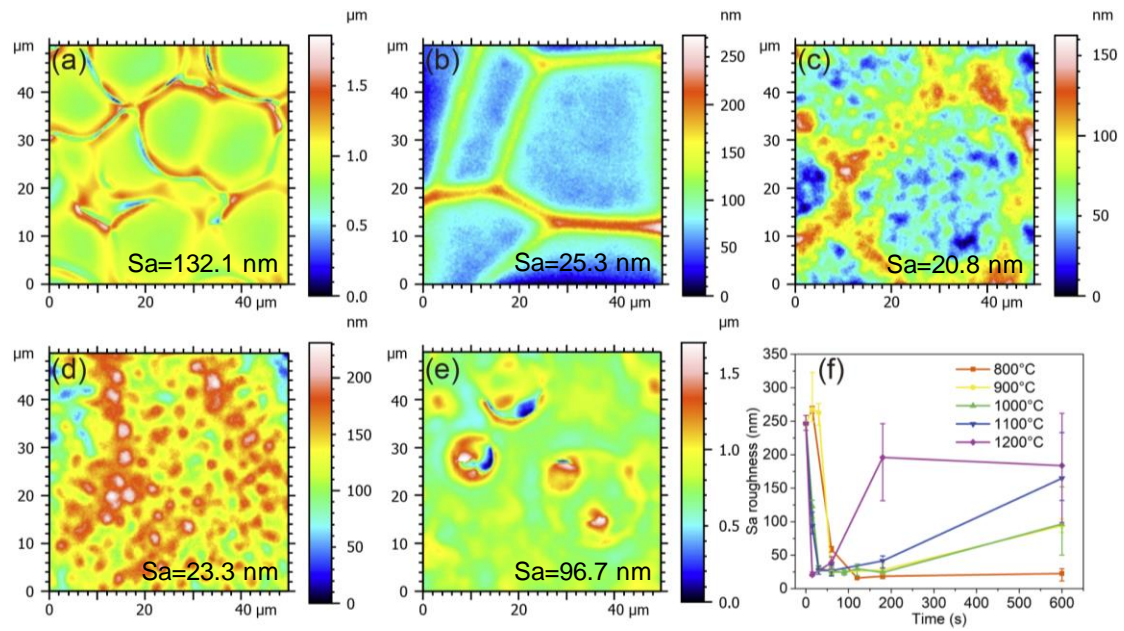 µm nm nm
µm (a) µm (b) µm (c)
40 1.5 40 250 40 150
30 1.0 30 200 30 100
20 20 150 20
10 0.5 10 100 10 50
Sa=132.1 nm Sa=25.3 nm Sa=20.8 nm
0 0.0 0 50 0 0
0
0 20 40 µm 0 20 40 µm 0 20 40 µm
nm µm
µm (d) µm (e) 350 (f) 800°C
40 200 40 1.5 300 900°C
30 150 30 250 1000°C
20 100 20 1.0 200 1100°C
10 50 10 0.5 150 1200°C
Sa=23.3 nm Sa=96.7 nm 100
0 0 0 0.0 50
0
Sa roughness (nm)
0 20 40 µm 0 20 40 µm 0 100 200 300 400 500 600
Time (s)